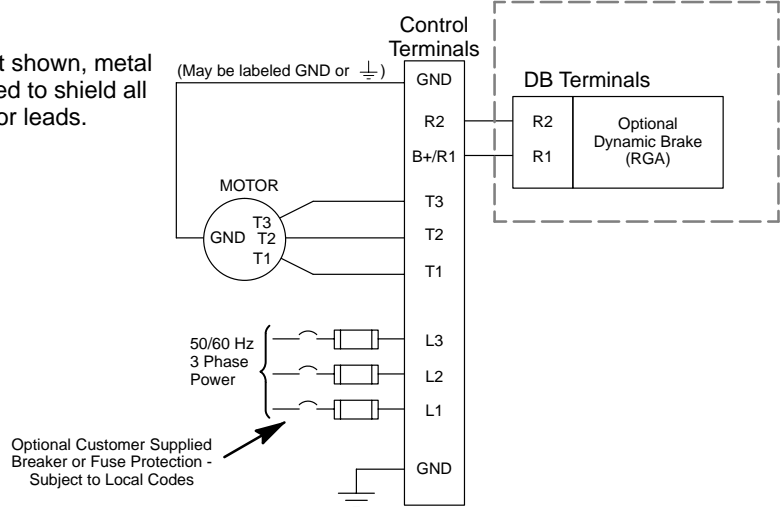 t shown, metal
ed to shield all
or leads.
Control
Terminals
(May be labeled GND or ⏚)
GND
R2
B+/R1
T3
T2
T1
L3
L2
L1
GND
DB Terminals
R2
R1
Optional
Dynamic Brake
(RGA)
MOTOR
GND
T3
T2
T1
50/60 Hz
3 Phase
Power
Optional Customer Supplied
Breaker or Fuse Protection -
Subject to Local Codes